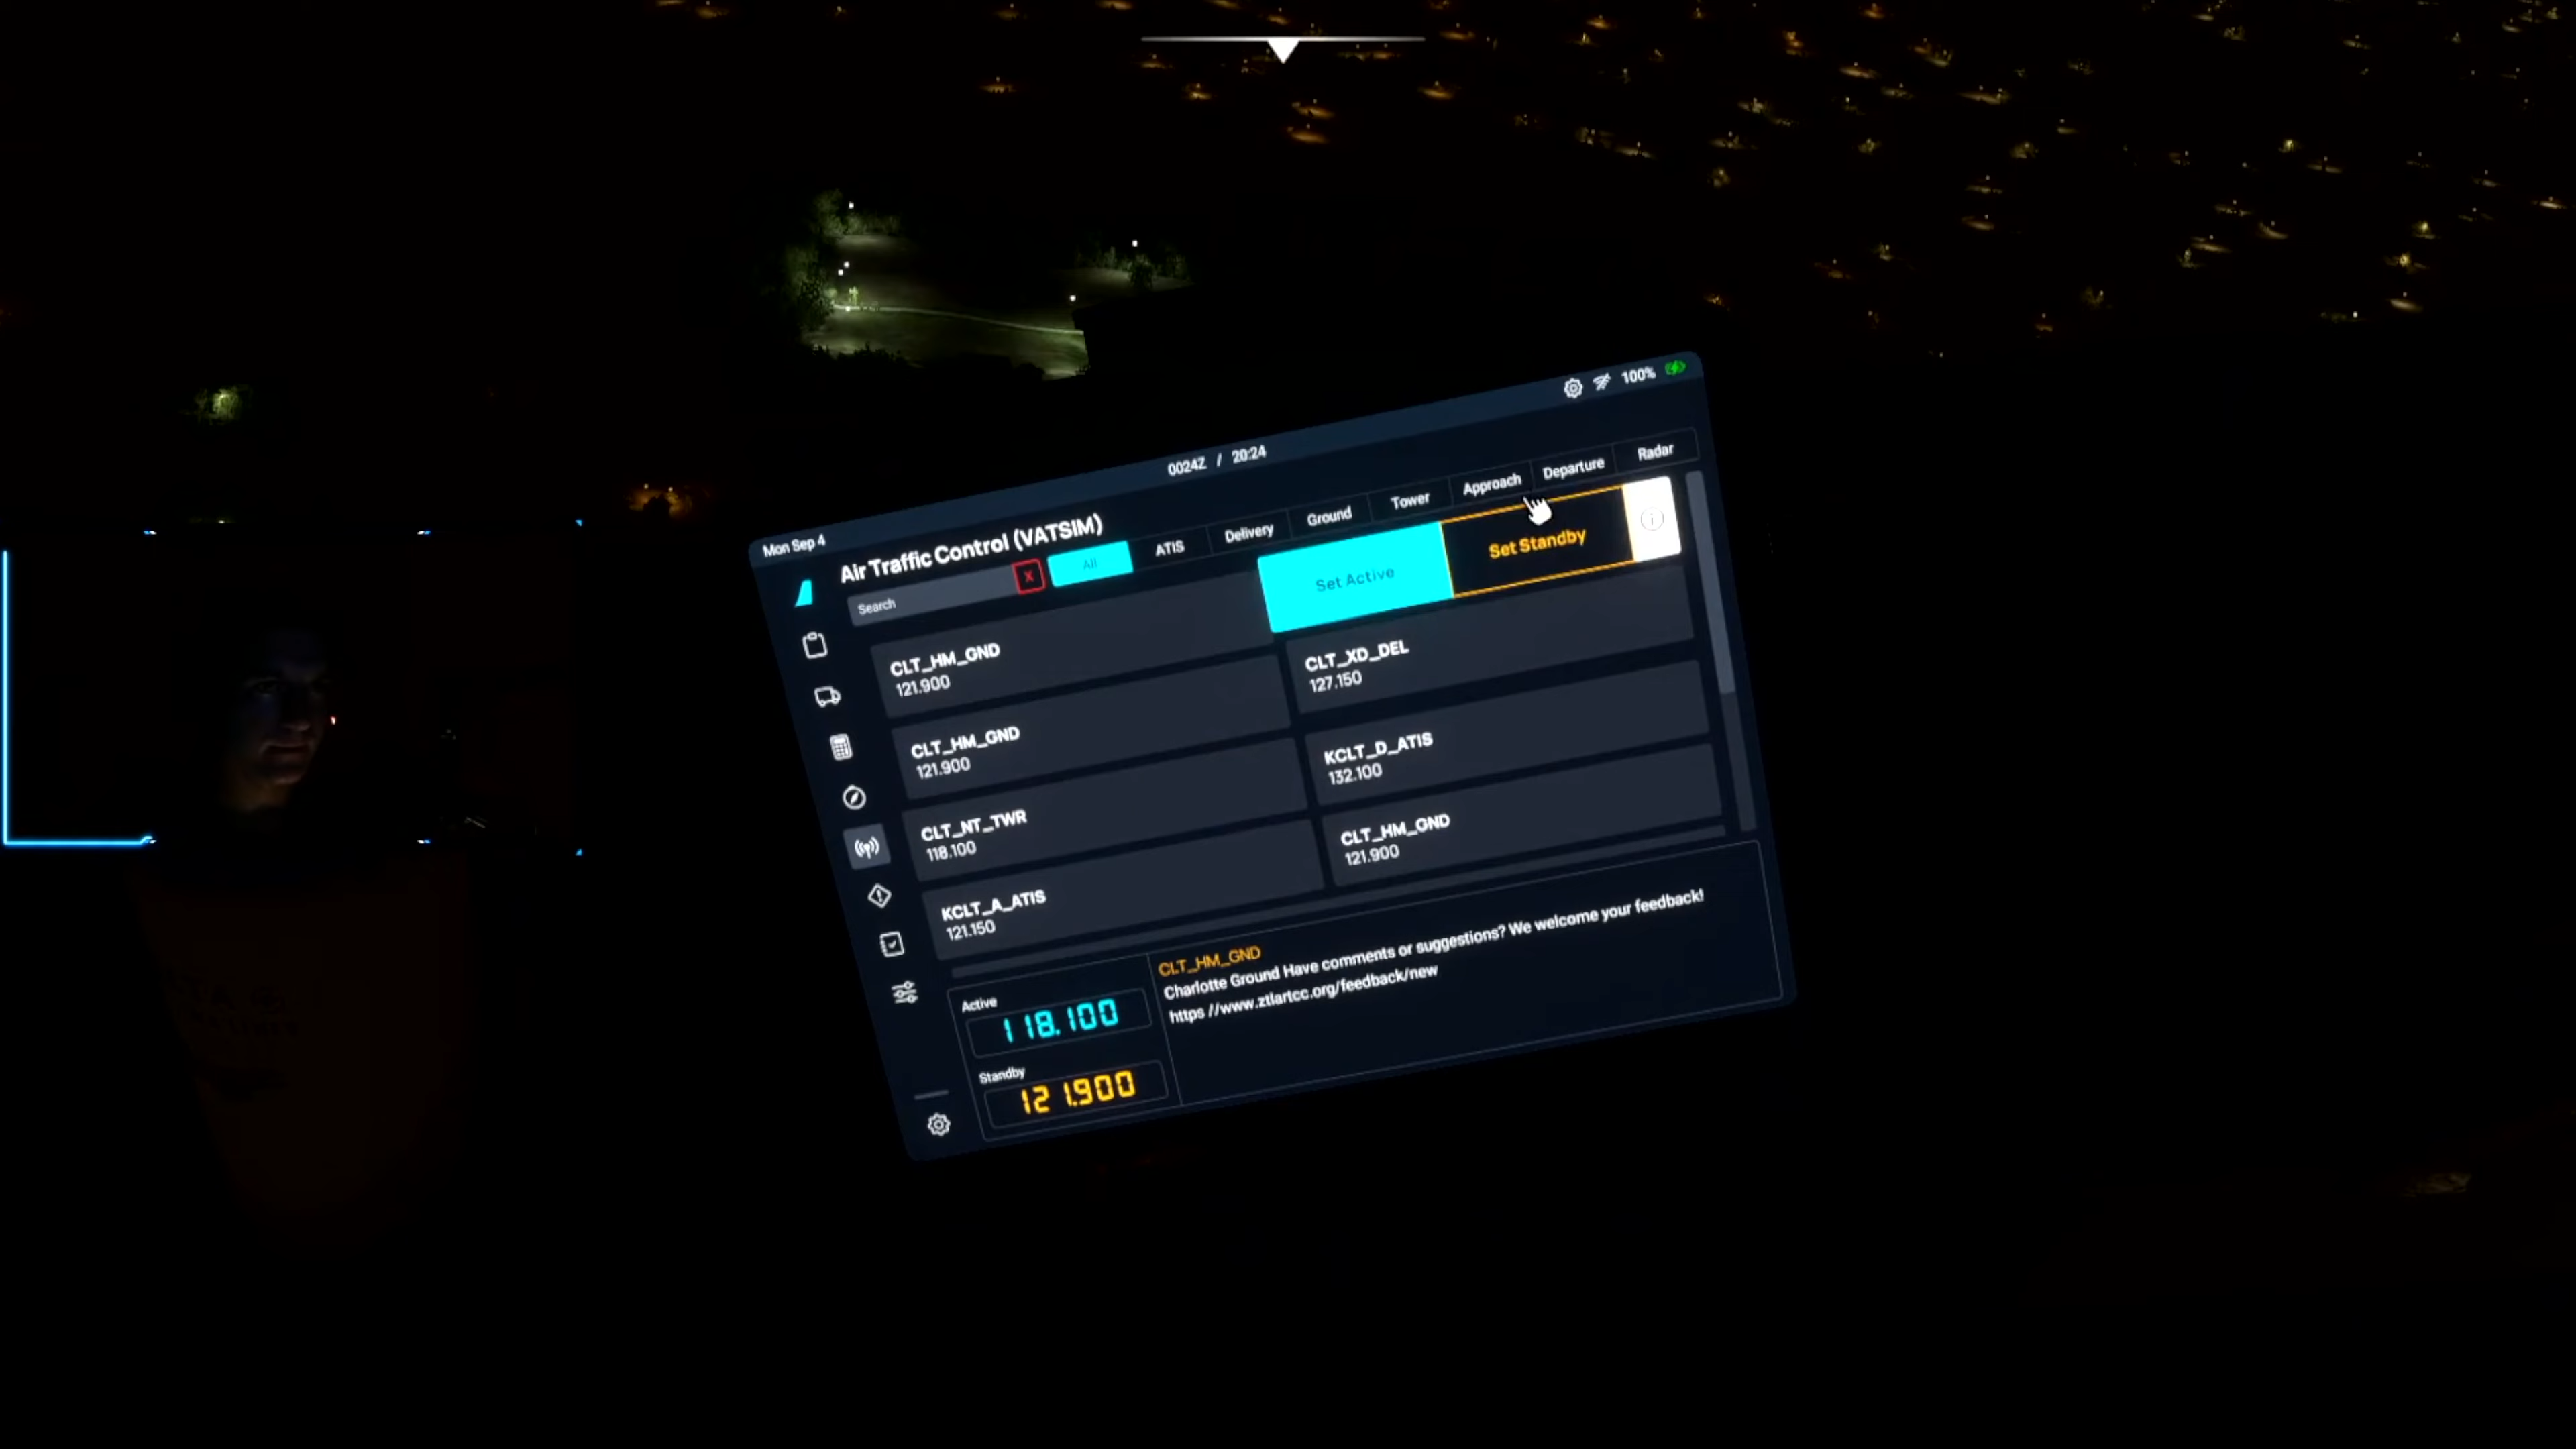 100%
0024Z / 20:24
Mon Sep 4
Air Traffic Control (VATSIM)
Search
X
All
ATIS
Delivery
Ground
Tower
Approach
Departure
Radar
Set Active
Set Standby
CLT_HM_GND
121.900
CLT_XD_DEL
127.150
CLT_HM_GND
121.900
KCLT_D_ATIS
132.100
CLT_NT_TWR
118.100
CLT_HM_GND
121.900
KCLT_A_ATIS
121.150
Active
118.100
Standby
121.900
CLT_HM_GND
Charlotte Ground Have comments or suggestions? We welcome your feedback!
https //www.ztlartcc.org/feedback/new